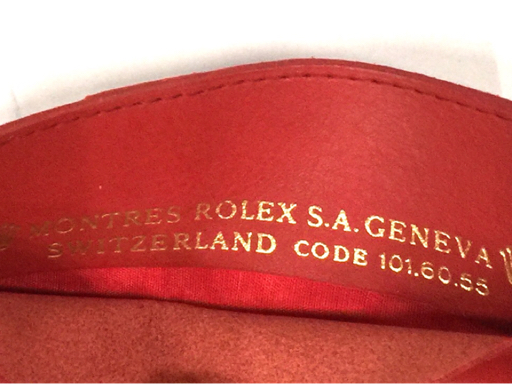 MONTRES ROLEX S.A. GENEVA
SWITZERLAND CODE 101.60.55